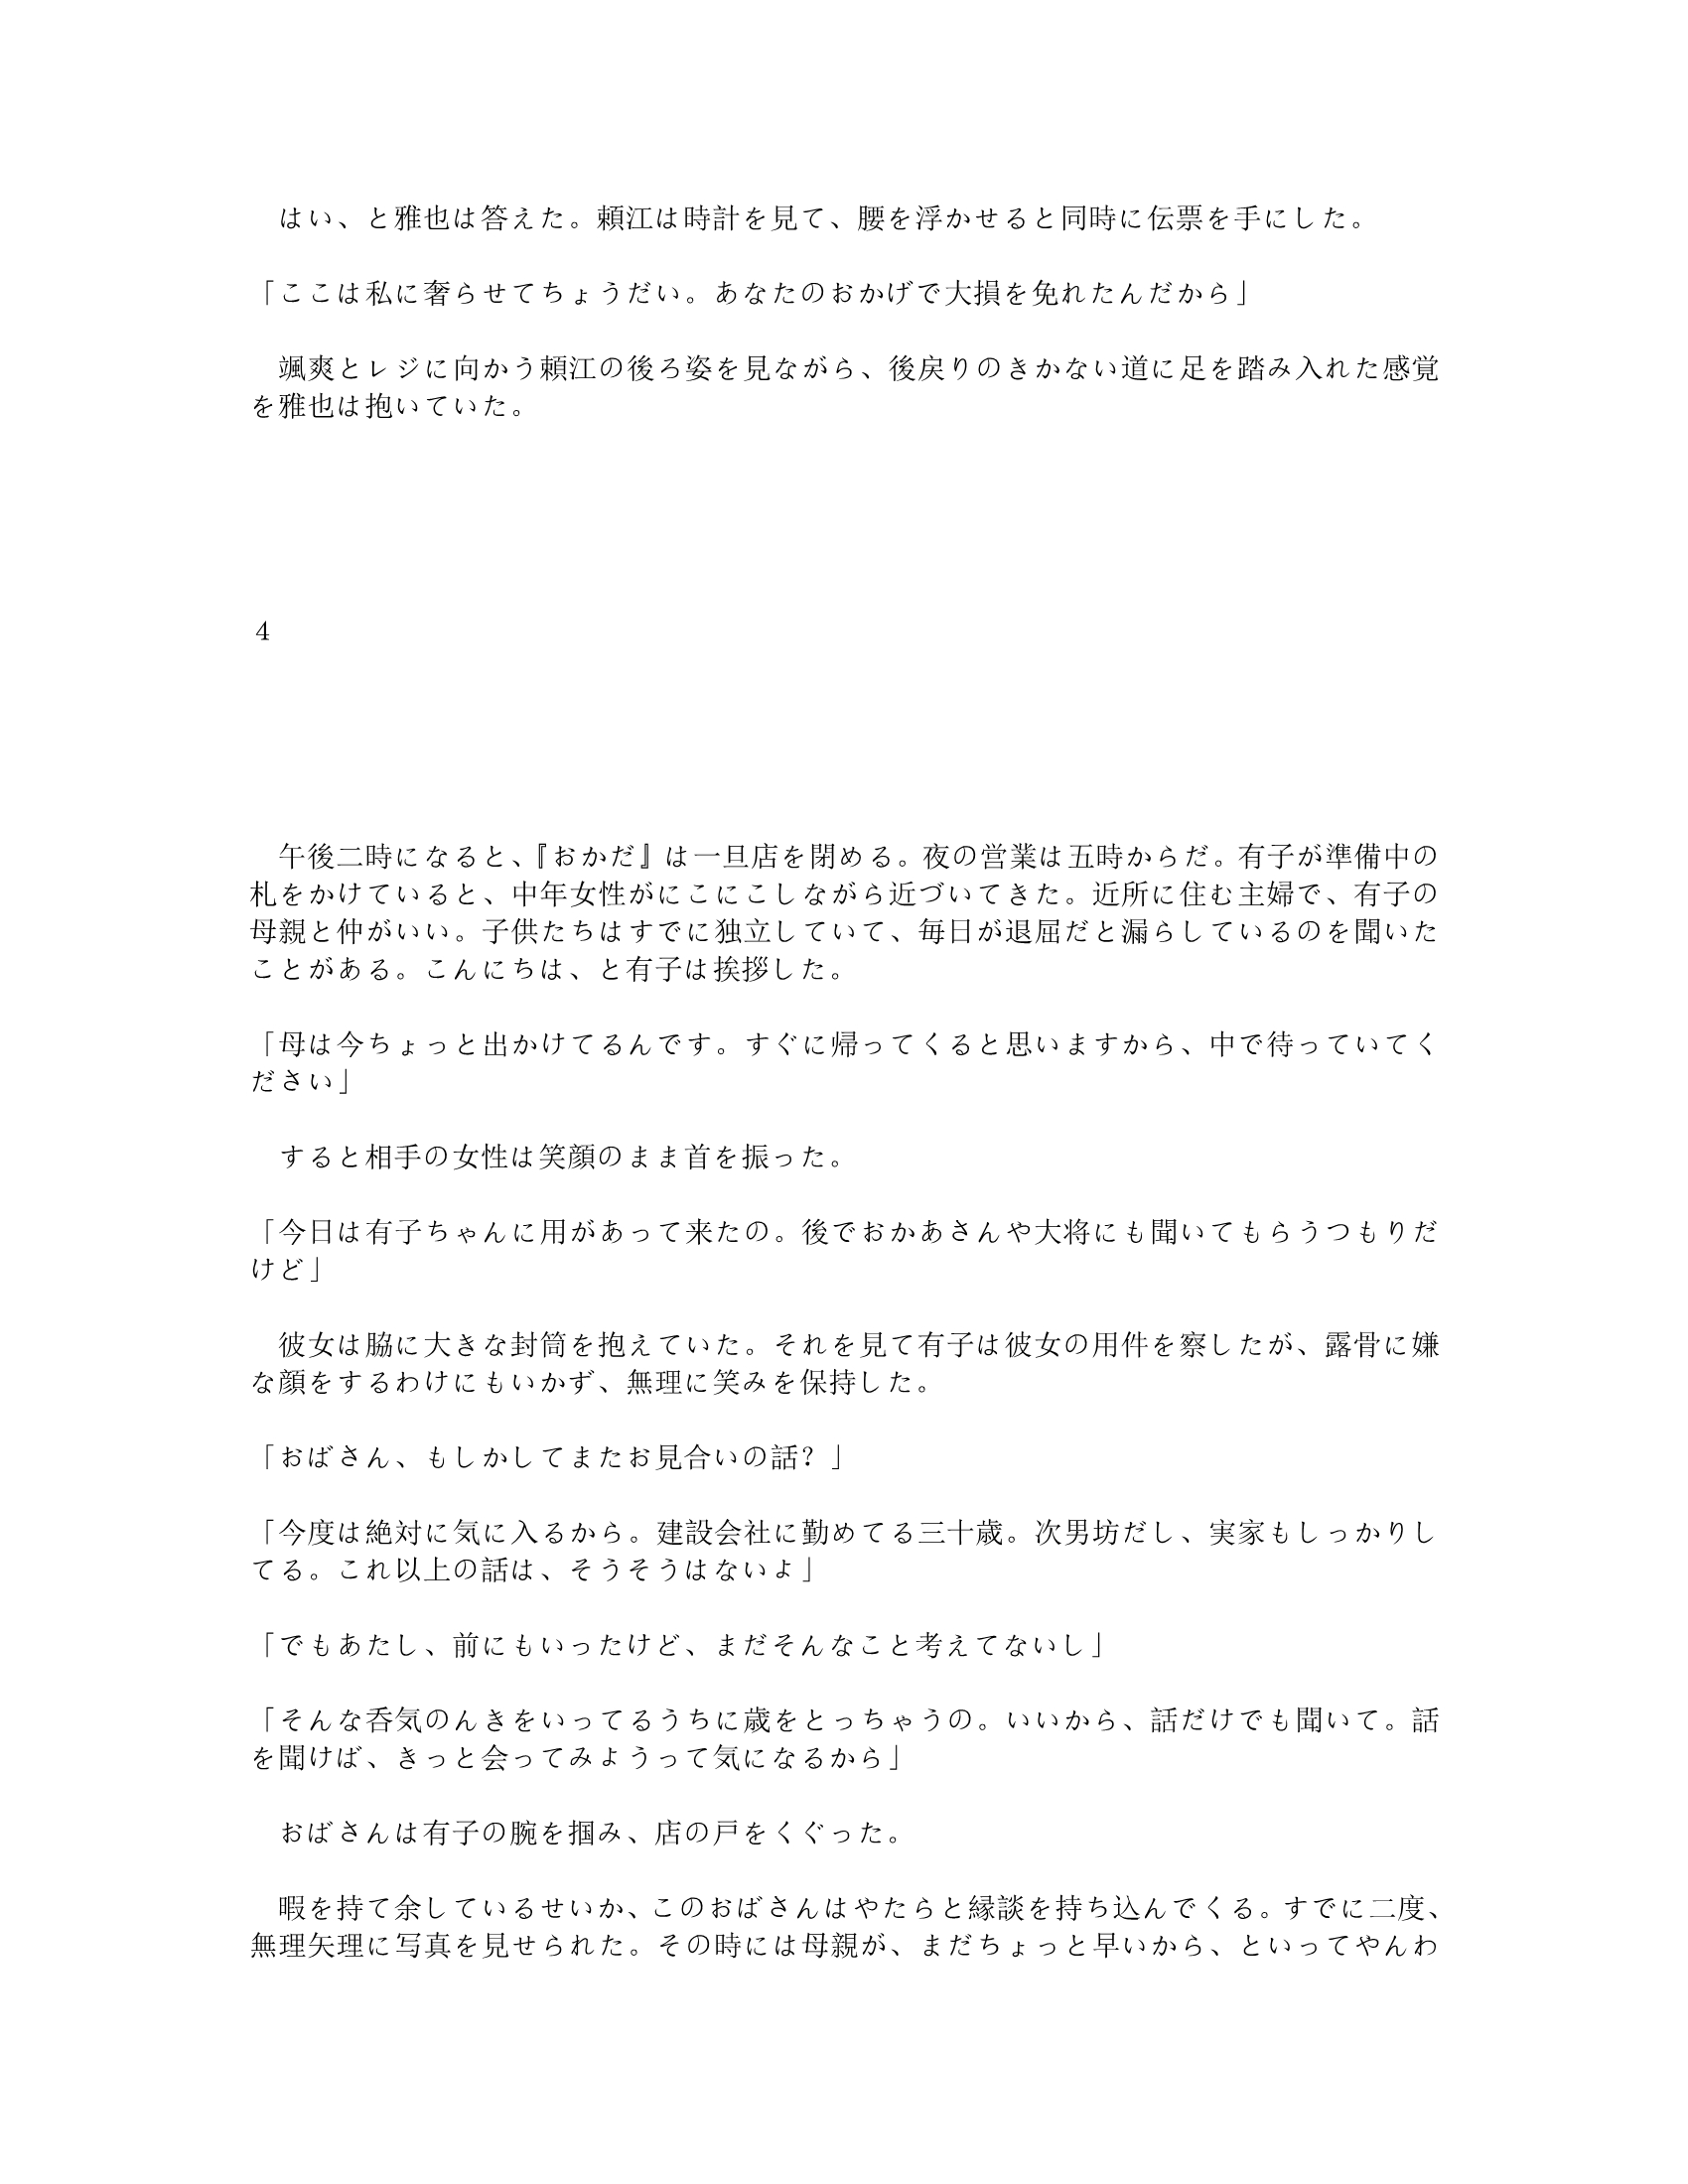 はい、と雅也は答えた。頼江は時計を見て、腰を浮かせると同時に伝票を手にした。
「ここは私に奢らせてちょうだい。あなたのおかげで大損を免れたんだから」
颯爽とレジに向かう頼江の後ろ姿を見ながら、後戻りのきかない道に足を踏み入れた感覚
を雅也は抱いていた。
4
午後二時になると、『おかだ』は一旦店を閉める。夜の営業は五時からだ。有子が準備中の
札をかけていると、中年女性がにこにこしながら近づいてきた。近所に住む主婦で、有子の
母親と仲がいい。子供たちはすでに独立していて、毎日が退屈だと漏らしているのを聞いた
ことがある。こんにちは、と有子は挨拶した。
「母は今ちょっと出かけてるんです。すぐに帰ってくると思いますから、中で待っていてく
ださい」
すると相手の女性は笑顔のまま首を振った。
「今日は有子ちゃんに用があって来たの。後でおかあさんや大将にも聞いてもらうつもりだ
けど」
彼女は脇に大きな封筒を抱えていた。それを見て有子は彼女の用件を察したが、露骨に嫌
な顔をするわけにもいかず、無理に笑みを保持した。
「おばさん、もしかしてまたお見合いの話？」
「今度は絶対に気に入るから。建設会社に勤めてる三十歳。次男坊だし、実家もしっかりし
てる。これ以上の話は、そうそうはないよ」
「でもあたし、前にもいったけど、まだそんなこと考えてないし」
「そんな呑気のんきをいってるうちに歳をとっちゃうの。いいから、話だけでも聞いて。話
を聞けば、きっと会ってみようって気になるから」
おばさんは有子の腕を掴み、店の戸をくぐった。
暇を持て余しているせいか、このおばさんはやたらと縁談を持ち込んでくる。すでに二度、
無理矢理に写真を見せられた。その時には母親が、まだちょっと早いから、といってやんわ